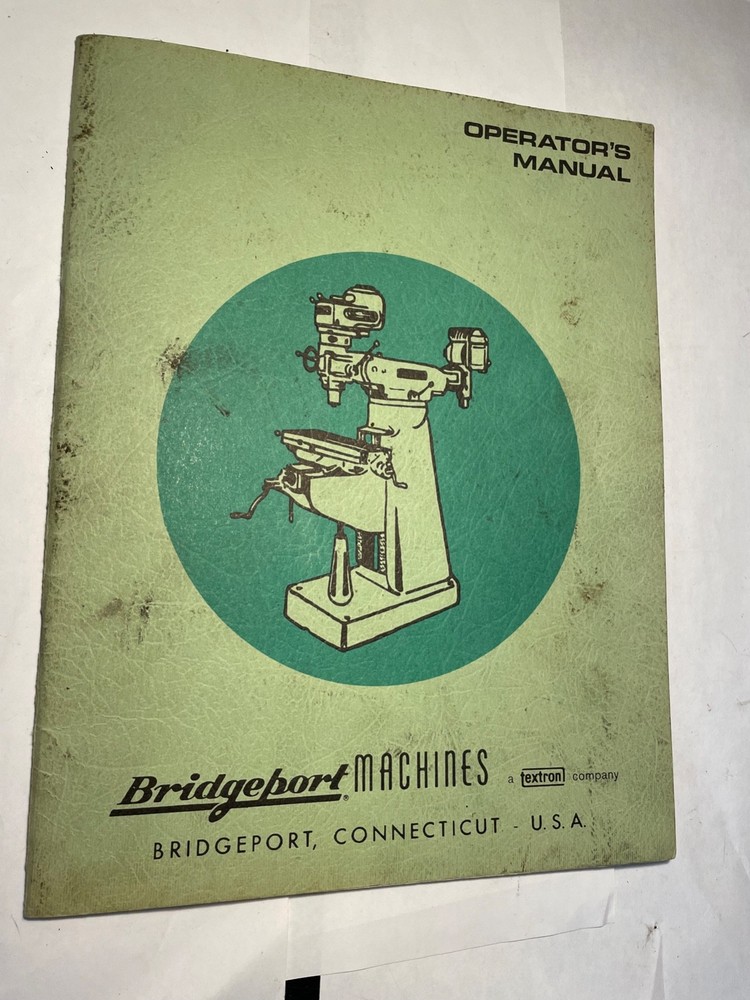 OPERATOR'S
MANUAL
Bridgeport® MACHINES a textron company
BRIDGEPORT, CONNECTICUT - U.S.A.